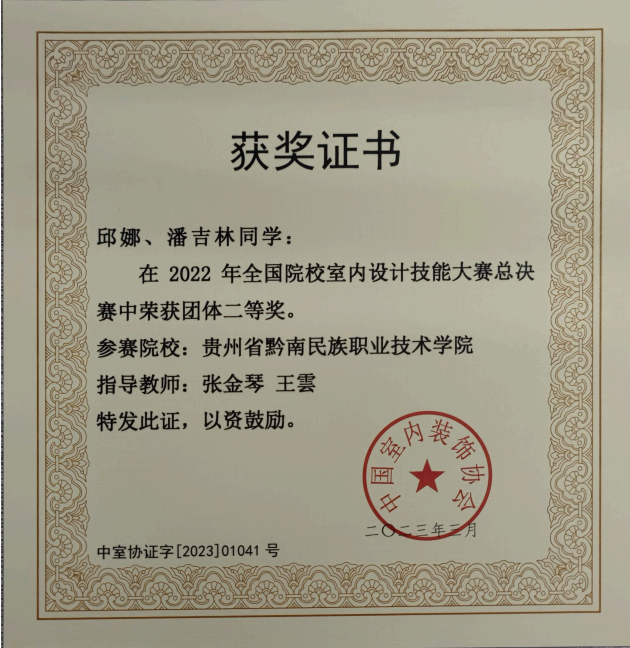 获奖证书
邱娜、潘吉林同学：
在 2022 年全国院校室内设计技能大赛总决
赛中荣获团体二等奖。
参赛院校：贵州省黔南民族职业技术学院
指导教师：张金琴 王雲
特发此证，以资鼓励。
中国室内装饰协会
二〇二三年三月
中室协证字[2023]01041 号